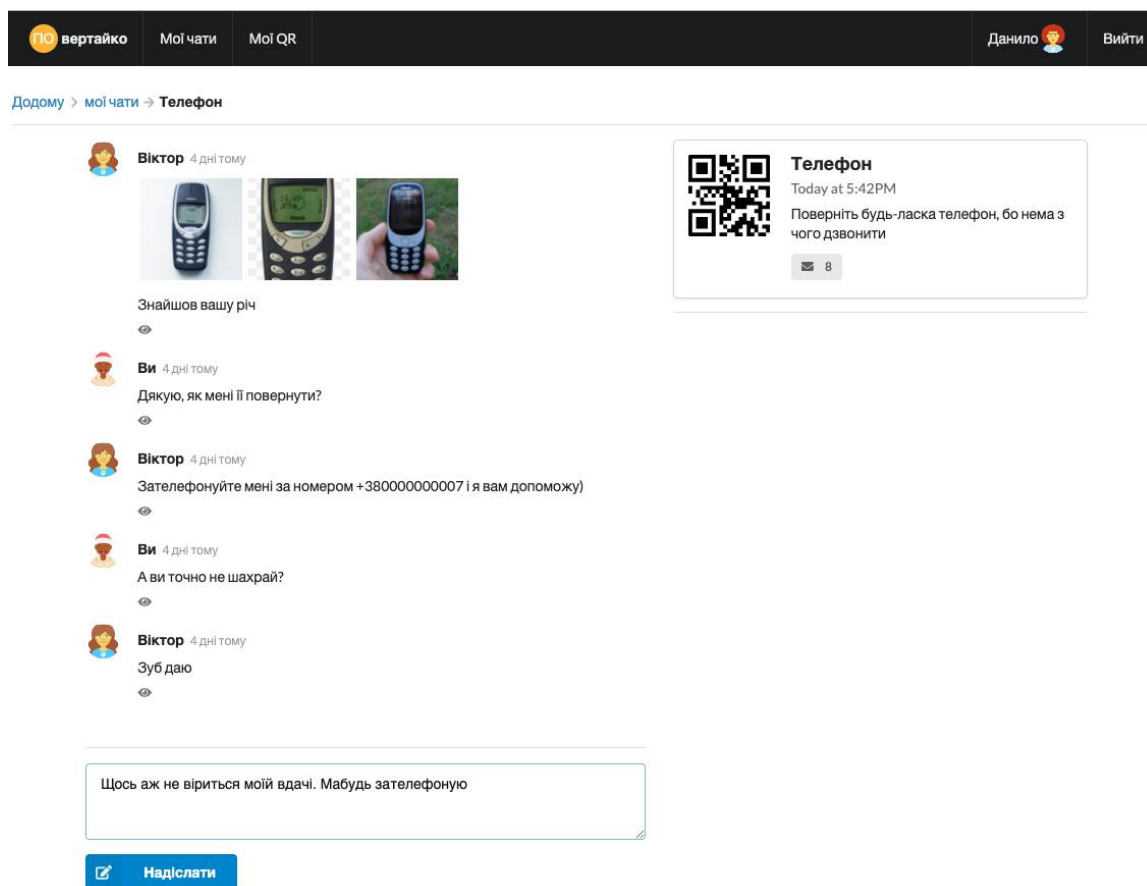 ПО вертайко Мої чати Мої QR Данило Вийти
Додому > мої чати → Телефон
Віктор 4 дні тому
Знайшов вашу річ
Ви 4 дні тому
Дякую, як мені її повернути?
Віктор 4 дні тому
Зателефонуйте мені за номером +380000000007 і я вам допоможу)
Ви 4 дні тому
А ви точно не шахрай?
Віктор 4 дні тому
Зуб даю
Щось аж не віриться моїй вдачі. Мабудь зателефоную
Надіслати
Телефон
Today at 5:42PM
Поверніть будь-ласка телефон, бо нема з
чого дзвонити
8